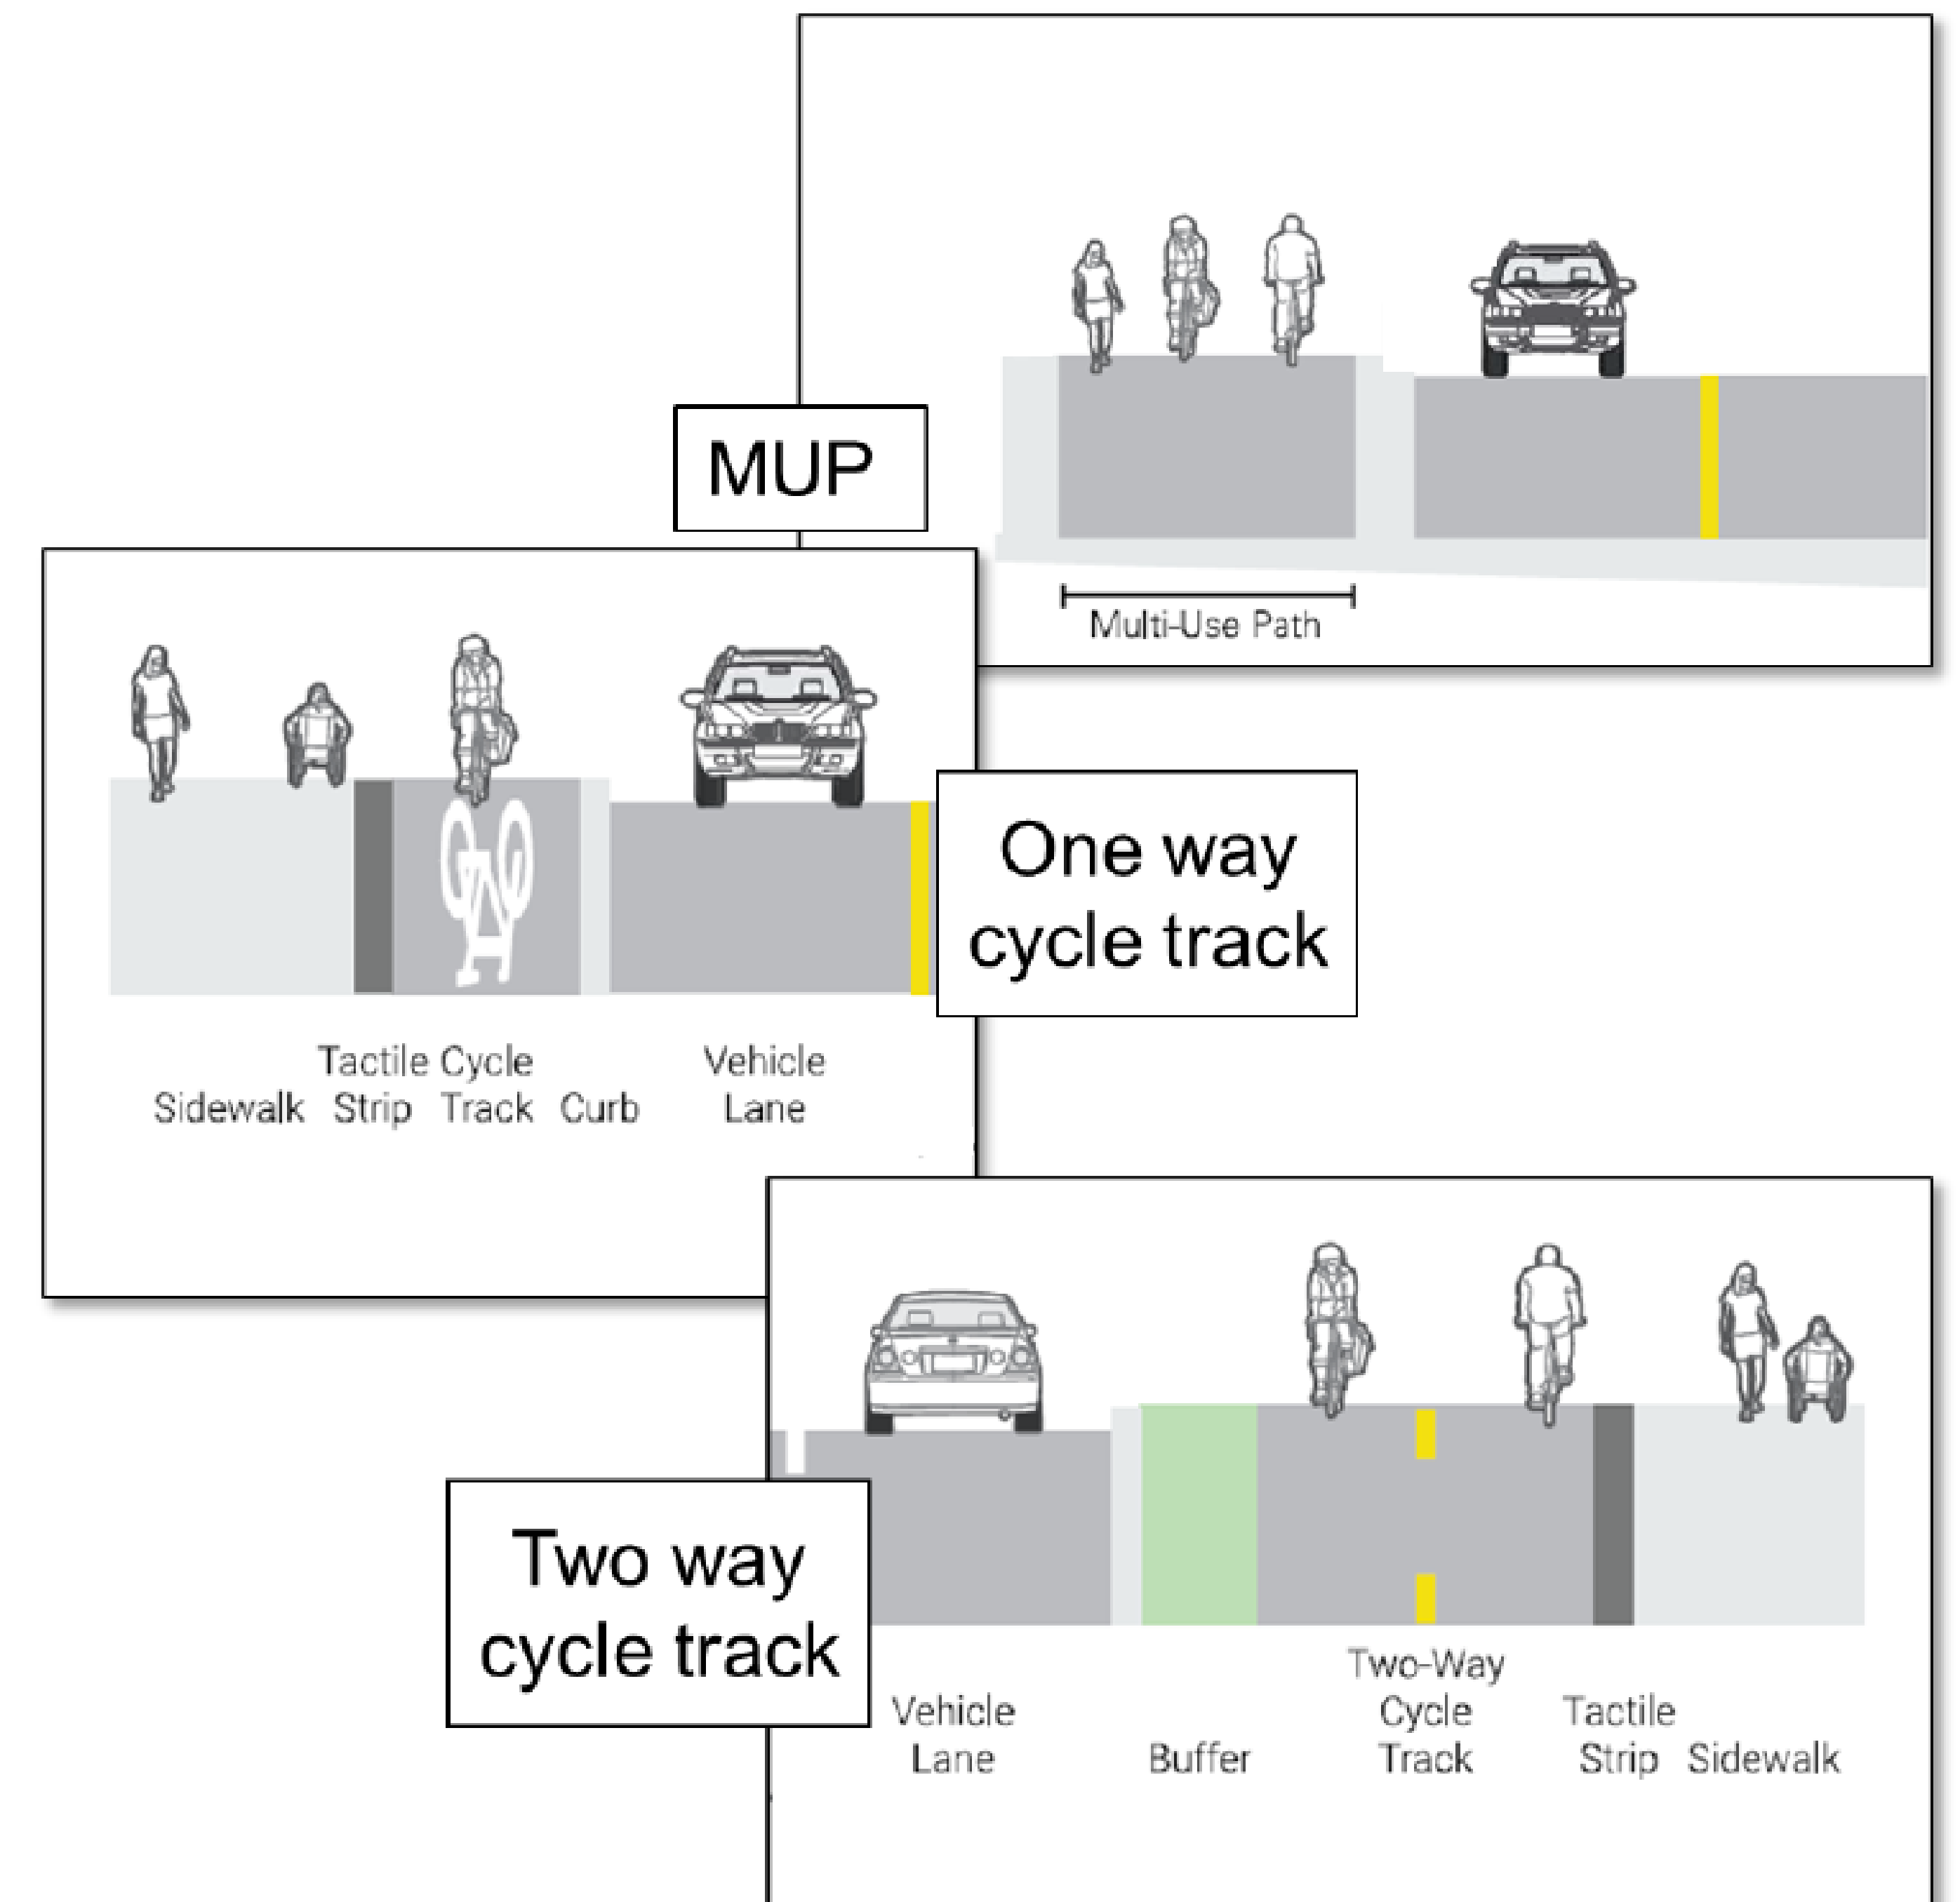 MUP
Multi-Use Path
One way
cycle track
Tactile Cycle Vehicle
Sidewalk Strip Track Curb Lane
Two way
cycle track
Two-Way
Vehicle Cycle Tactile
Lane Buffer Track Strip Sidewalk